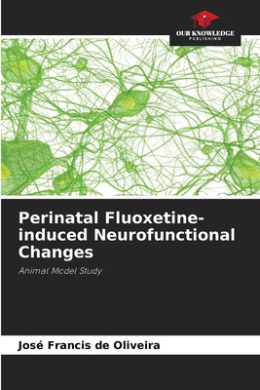 OUR KNOWLEDGE
PUBLISHING
Perinatal Fluoxetine-
induced Neurofunctional
Changes
Animal Model Study
José Francis de Oliveira